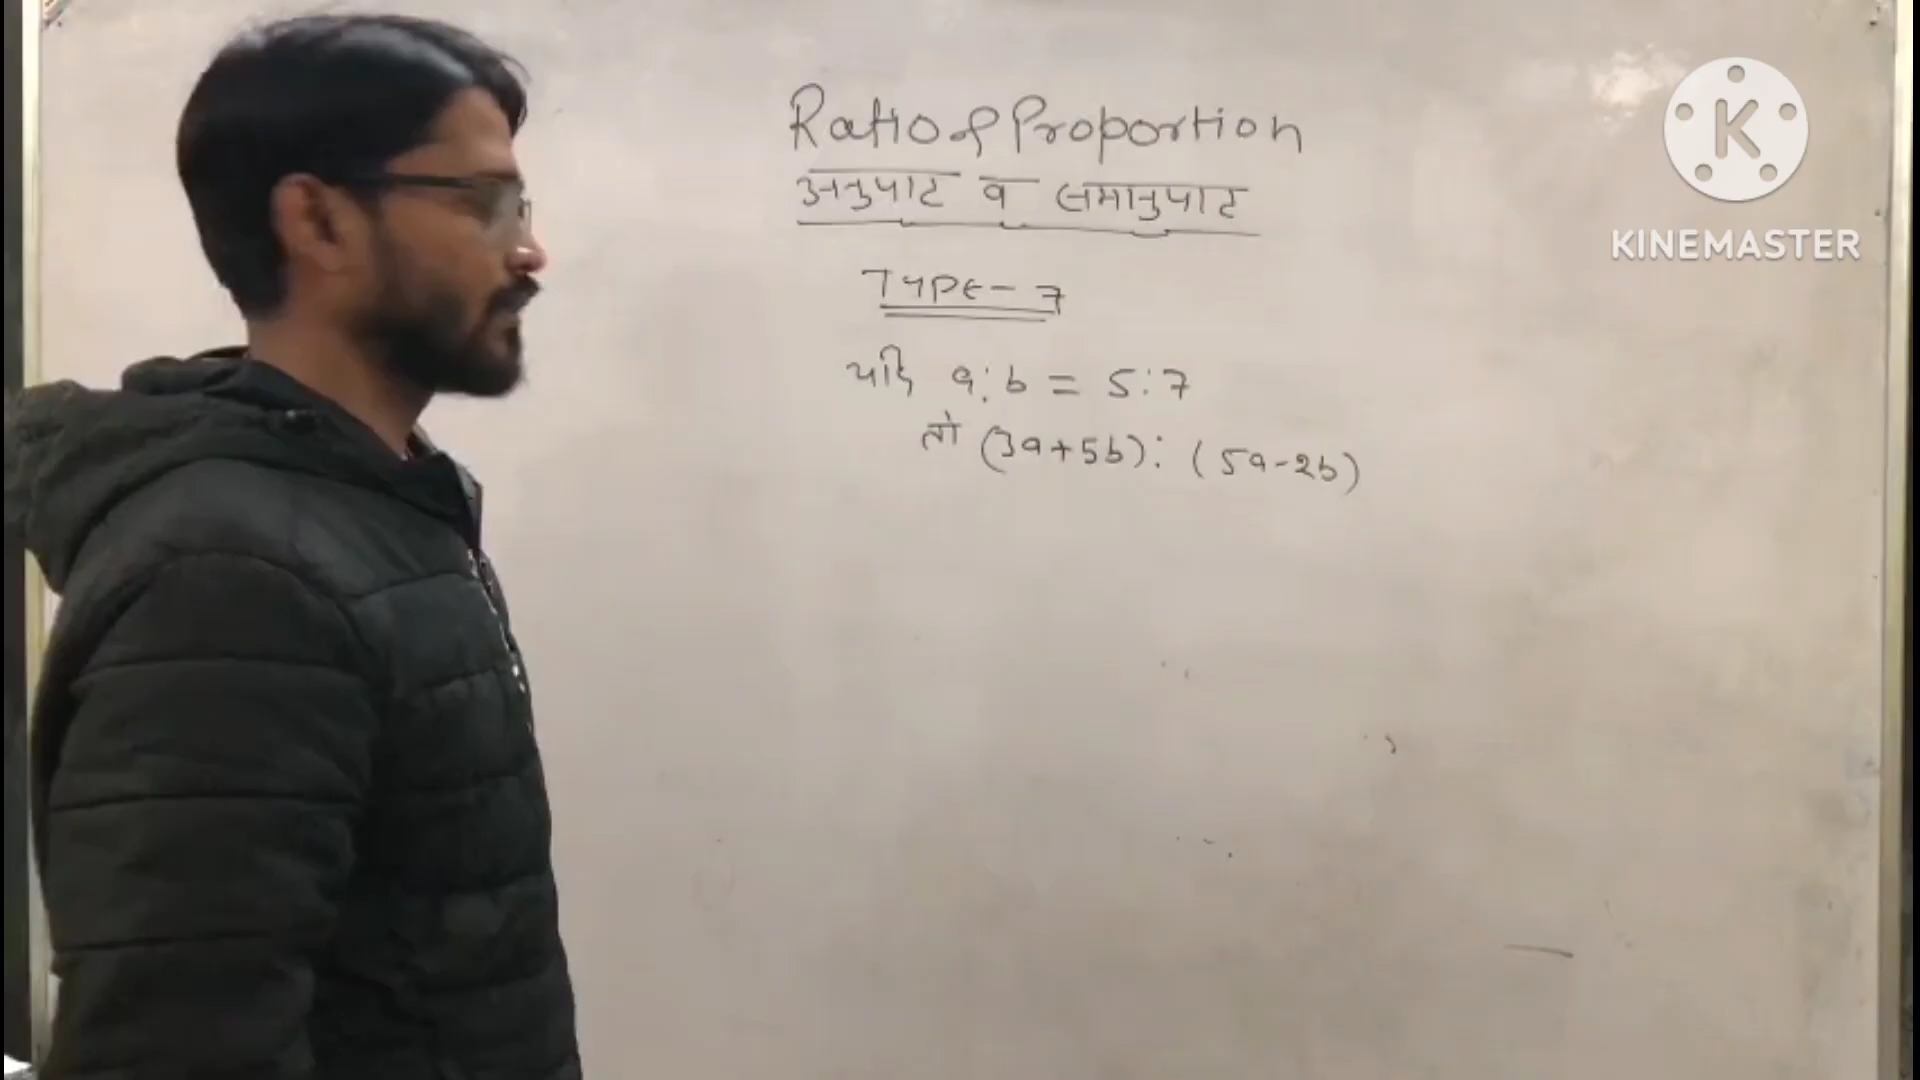 Ratio & Proportion
अनुपात व समानुपात
TYPE-7
यदि a:b = 5:7
तो (3a+5b): (5a-2b)
K
KINEMASTER